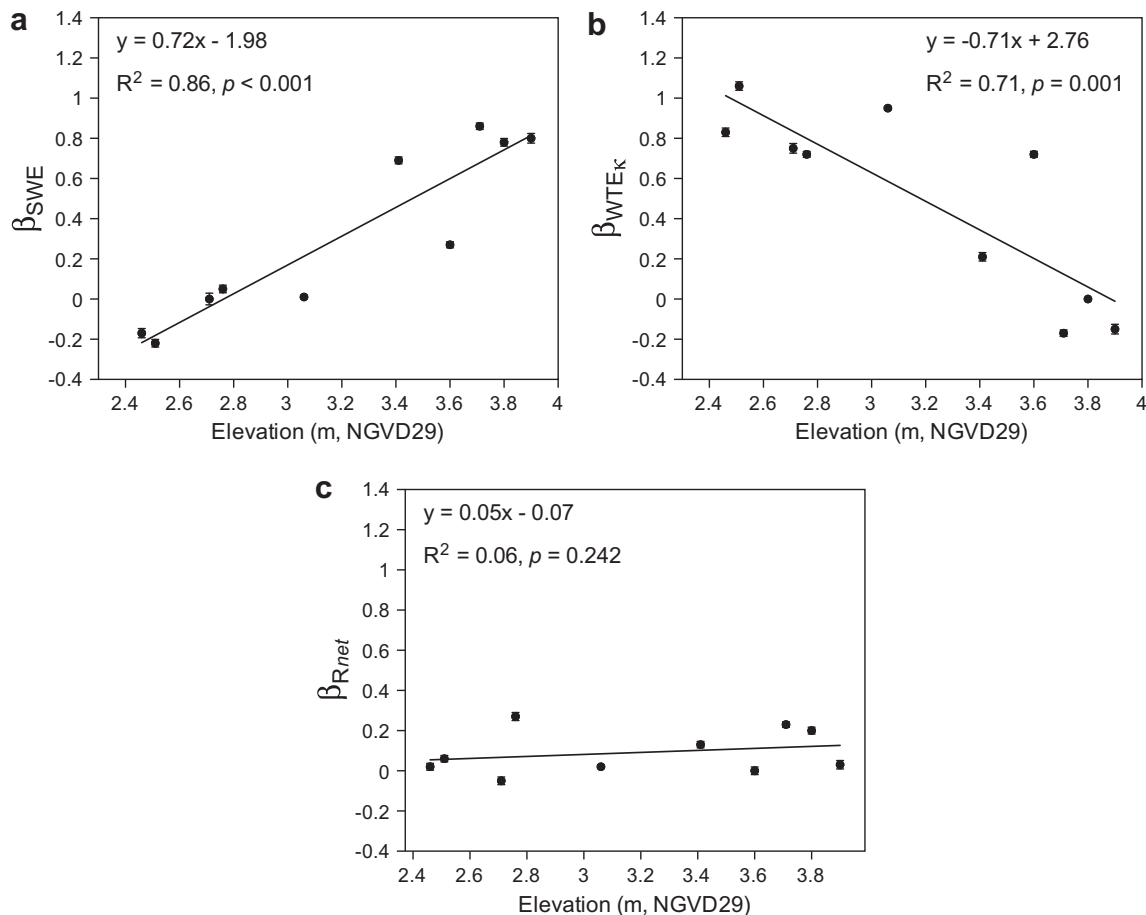 a
y = 0.72x - 1.98
R² = 0.86, p < 0.001
1.4
1.2
1
0.8
0.6
0.4
0.2
0
-0.2
-0.4
βSWE
2.4 2.6 2.8 3 3.2 3.4 3.6 3.8 4
Elevation (m, NGVD29)
b
y = -0.71x + 2.76
R² = 0.71, p = 0.001
1.4
1.2
1
0.8
0.6
0.4
0.2
0
-0.2
-0.4
βWTEκ
2.4 2.6 2.8 3 3.2 3.4 3.6 3.8 4
Elevation (m, NGVD29)
c
y = 0.05x - 0.07
R² = 0.06, p = 0.242
1.4
1.2
1
0.8
0.6
0.4
0.2
0
-0.2
-0.4
βRnet
2.4 2.6 2.8 3 3.2 3.4 3.6 3.8
Elevation (m, NGVD29)